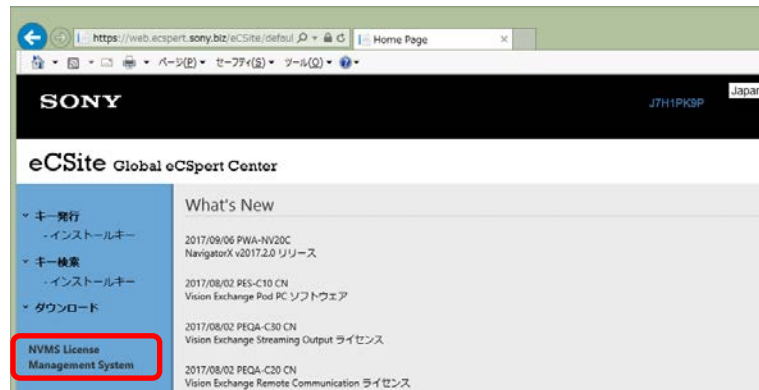 https://web.ecspert.sony.biz/eCSite/defaul
Home Page
ページ(P) セーフティ(S) ツール(O)
SONY
J7H1PK9P
Japan
eCSite Global eCSpert Center
キー発行
- インストールキー
キー検索
- インストールキー
ダウンロード
NVMS License
Management System
What's New
2017/09/06 PWA-NV20C
NavigatorX v2017.2.0 リリース
2017/08/02 PES-C10 CN
Vision Exchange Pod PC ソフトウェア
2017/08/02 PEQA-C30 CN
Vision Exchange Streaming Output ライセンス
2017/08/02 PEQA-C20 CN
Vision Exchange Remote Communication ライセンス